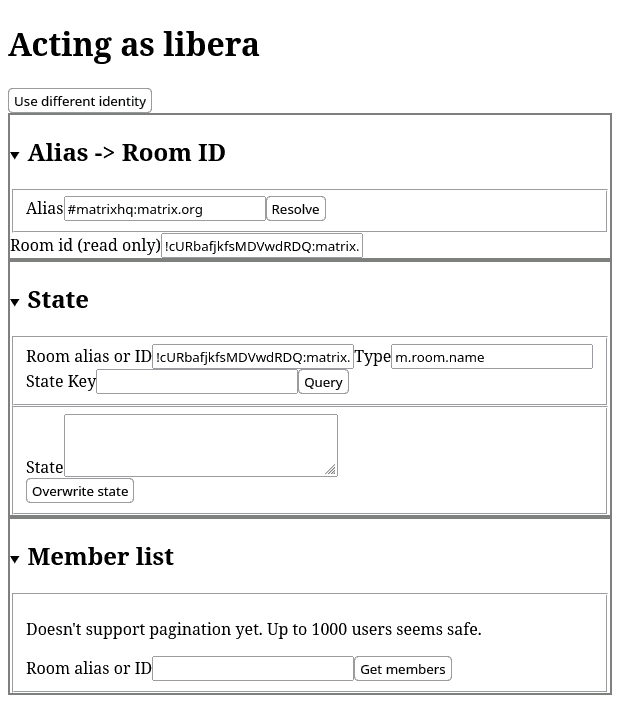 Acting as libera
Use different identity
Alias -> Room ID
Alias #matrixhq:matrix.org Resolve
Room id (read only) !cURbafjkfsMDVwdRDQ:matrix.
State
Room alias or ID !cURbafjkfsMDVwdRDQ:matrix. Type m.room.name
State Key Query
State
Overwrite state
Member list
Doesn't support pagination yet. Up to 1000 users seems safe.
Room alias or ID Get members